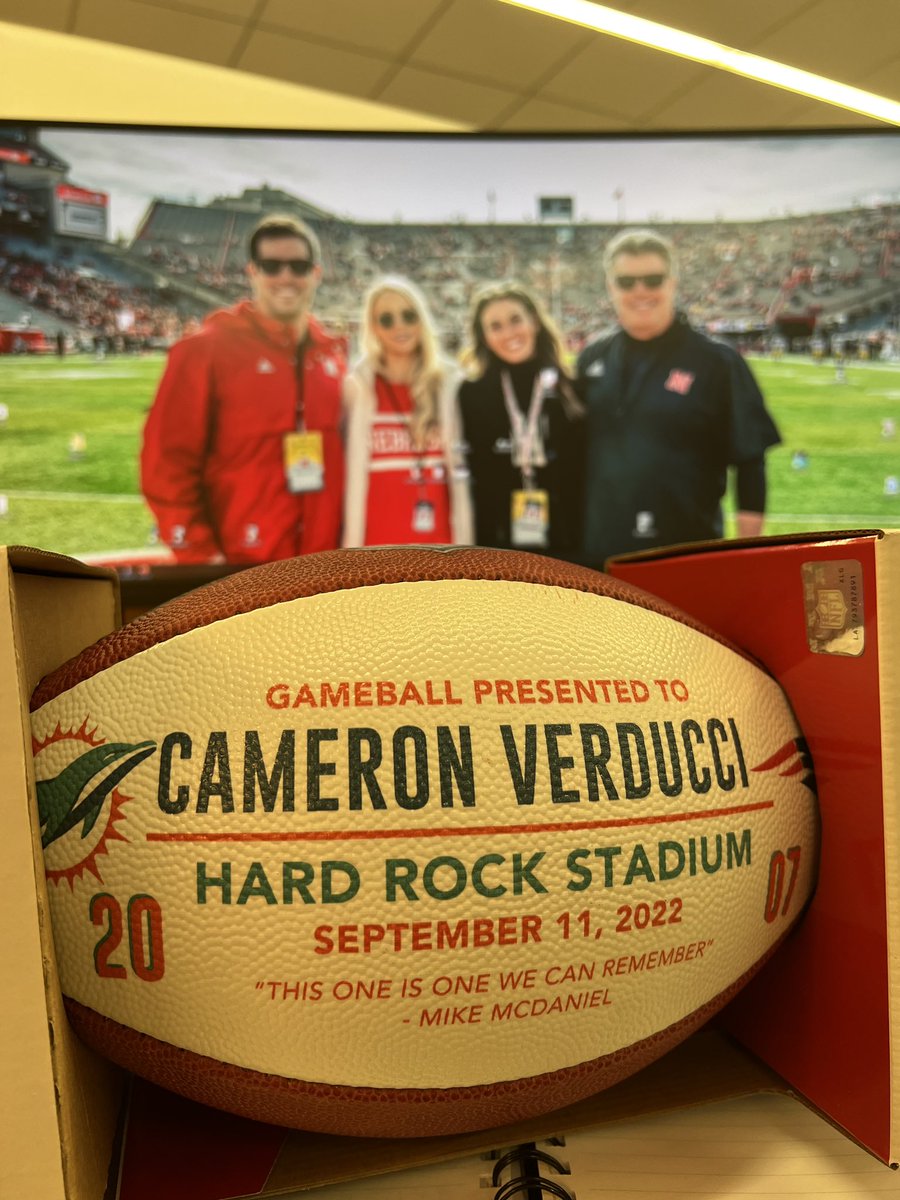 GAMEBALL PRESENTED TO
CAMERON VERDUCCI
HARD ROCK STADIUM
20 07
SEPTEMBER 11, 2022
"THIS ONE IS ONE WE CAN REMEMBER"
- MIKE MCDANIEL
NFL